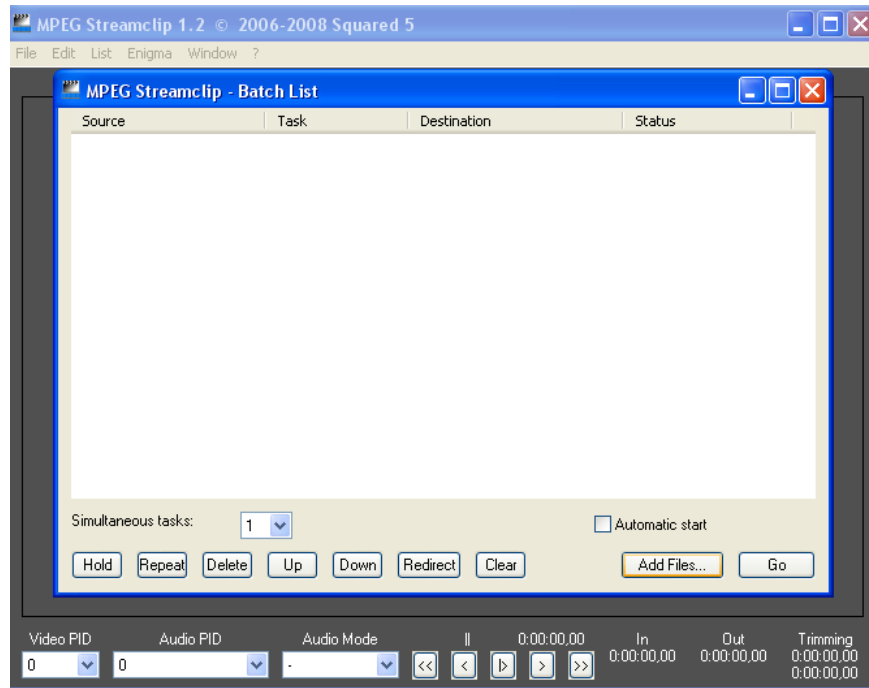 MPEG Streamclip 1.2 © 2006-2008 Squared 5
File Edit List Enigma Window ?
MPEG Streamclip - Batch List
Source Task Destination Status
Simultaneous tasks: 1 Automatic start
Hold Repeat Delete Up Down Redirect Clear Add Files... Go
Video PID Audio PID Audio Mode || 0:00:00,00 In Out Trimming
0 0 - << < |> > >> 0:00:00,00 0:00:00,00 0:00:00,00
0:00:00,00